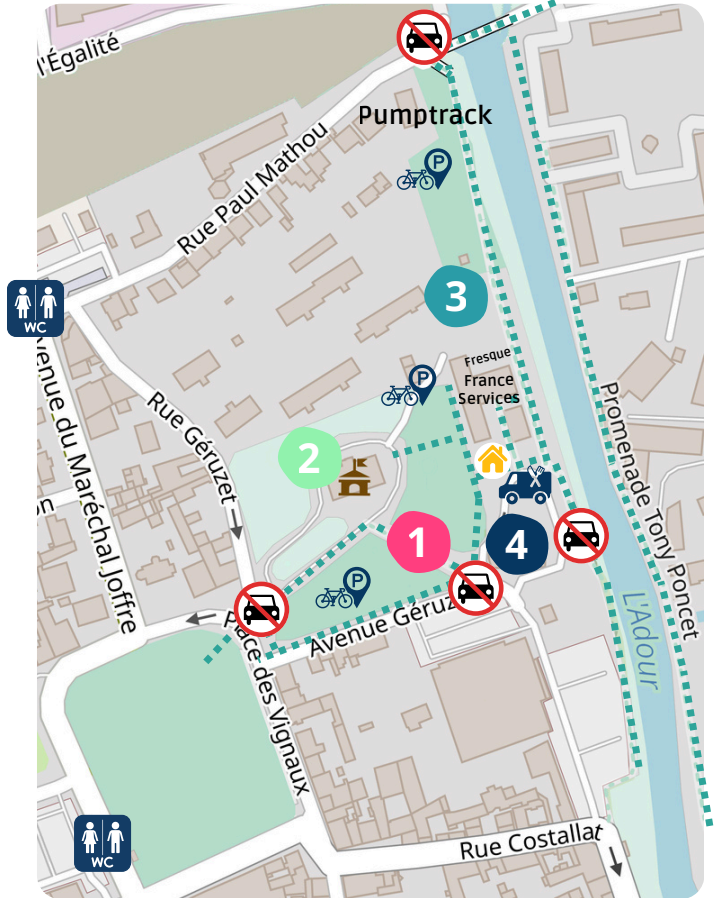 l'Égalité
Pumptrack
P
Rue Paul Mathou
3
WC
Fresque
France
Services
P
Avenue du Maréchal Joffre
Rue Géruzet
2
Promenade Tony Poncet
1
4
P
Avenue Géruz
L'Adour
Place des Vignaux
WC
Rue Costallat